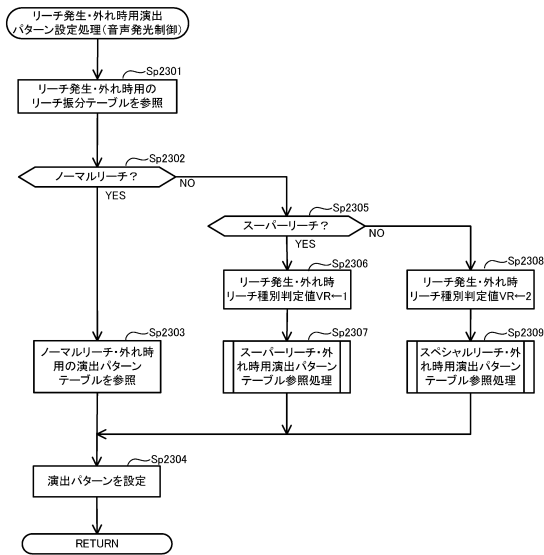 リーチ発生・外れ時用演出
パターン設定処理(音声発光制御)
Sp2301
リーチ発生・外れ時用の
リーチ振分テーブルを参照
Sp2302
ノーマルリーチ?
NO
YES
Sp2305
スーパーリーチ?
NO
YES
Sp2306
リーチ発生・外れ時
リーチ種別判定値VR←1
Sp2308
リーチ発生・外れ時
リーチ種別判定値VR←2
Sp2303
ノーマルリーチ・外れ時
用の演出パターン
テーブルを参照
Sp2307
スーパーリーチ・外
れ時用演出パターン
テーブル参照処理
Sp2309
スペシャルリーチ・外
れ時用演出パターン
テーブル参照処理
Sp2304
演出パターンを設定
RETURN